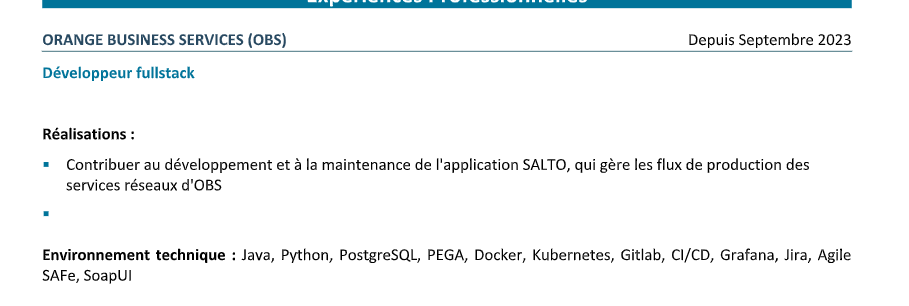 Expériences Professionnelles
ORANGE BUSINESS SERVICES (OBS) Depuis Septembre 2023
Développeur fullstack
Réalisations :
▪ Contribuer au développement et à la maintenance de l'application SALTO, qui gère les flux de production des
services réseaux d'OBS
▪
Environnement technique : Java, Python, PostgreSQL, PEGA, Docker, Kubernetes, Gitlab, CI/CD, Grafana, Jira, Agile
SAFe, SoapUI